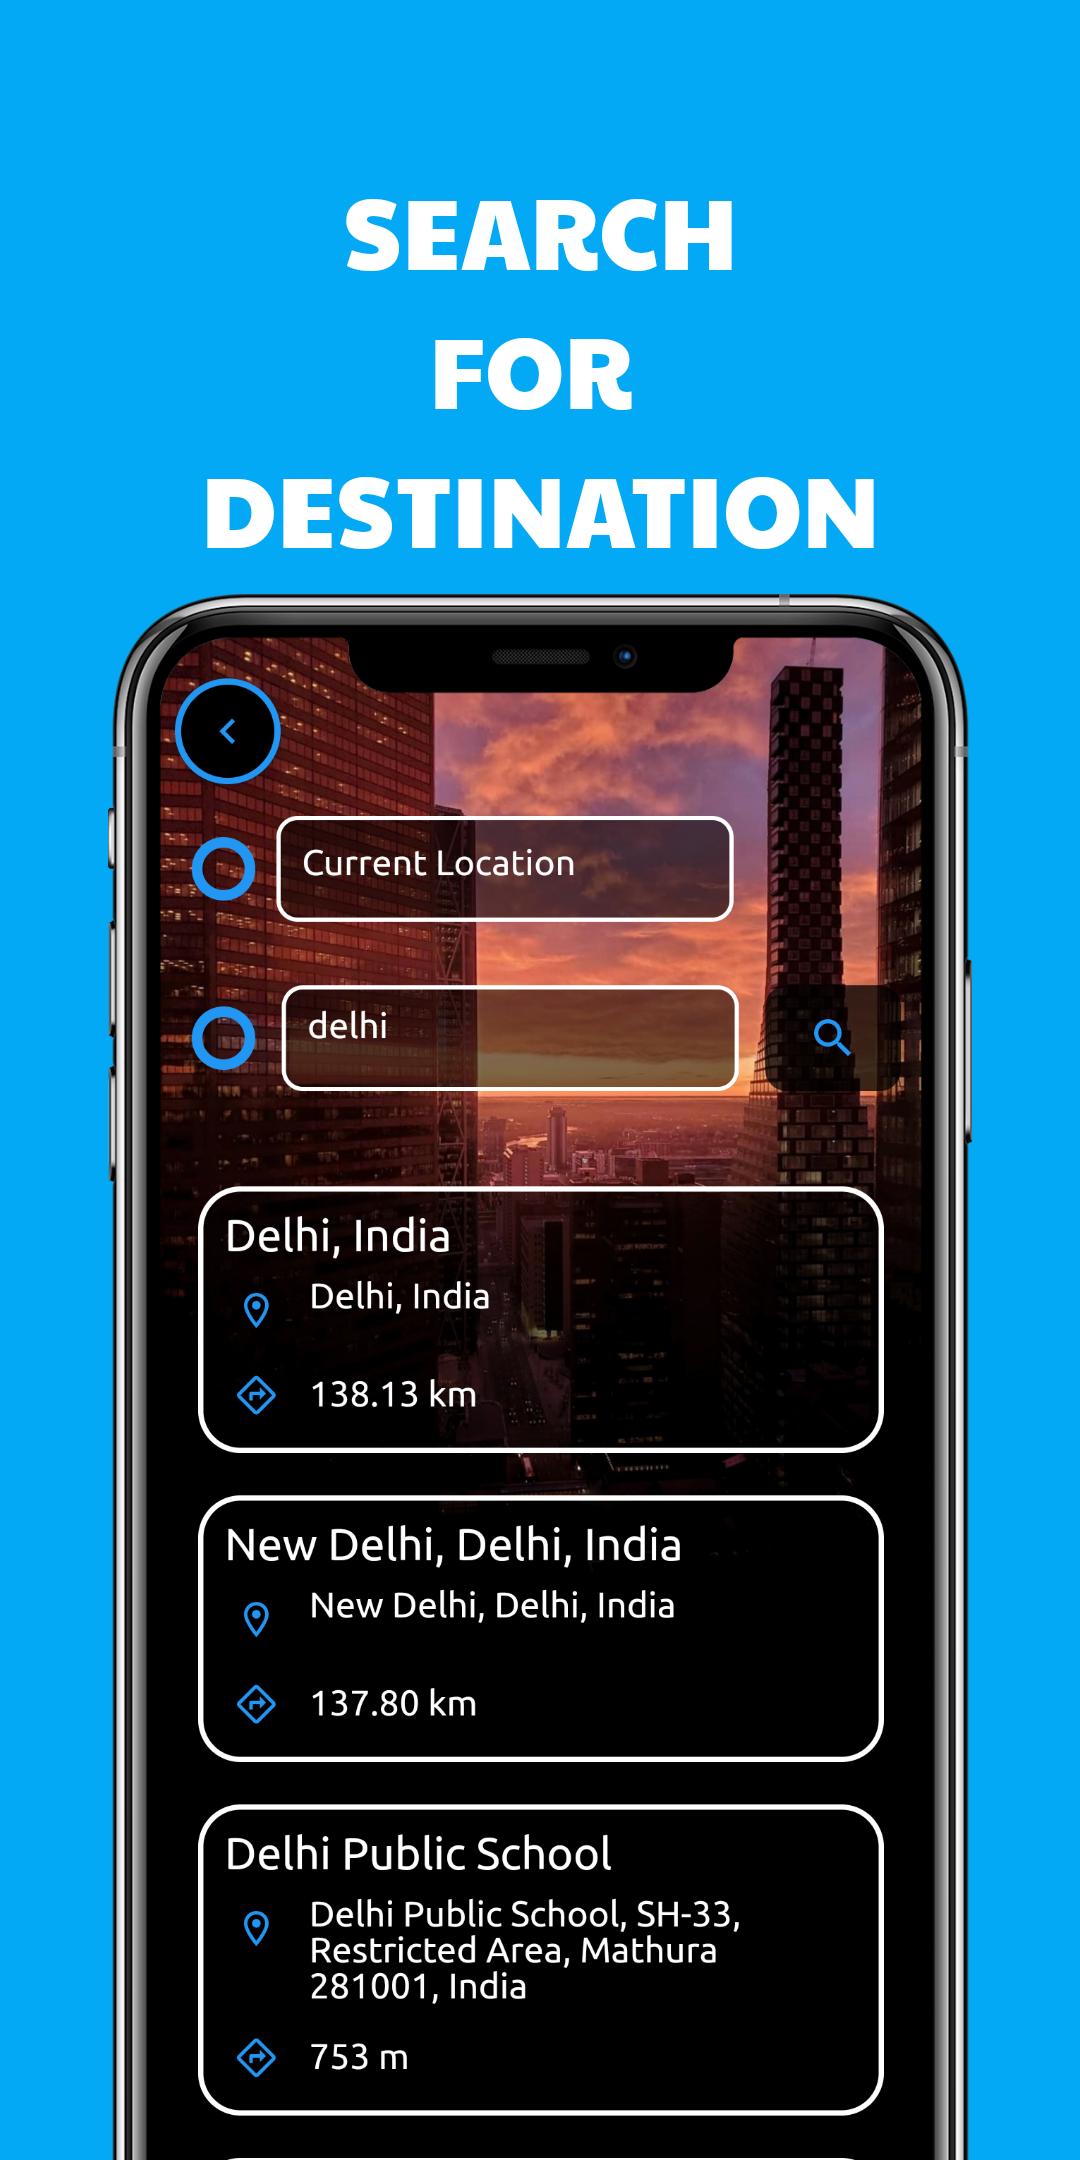 SEARCH
FOR
DESTINATION
Current Location
delhi
Delhi, India
Delhi, India
138.13 km
New Delhi, Delhi, India
New Delhi, Delhi, India
137.80 km
Delhi Public School
Delhi Public School, SH-33,
Restricted Area, Mathura
281001, India
753 m